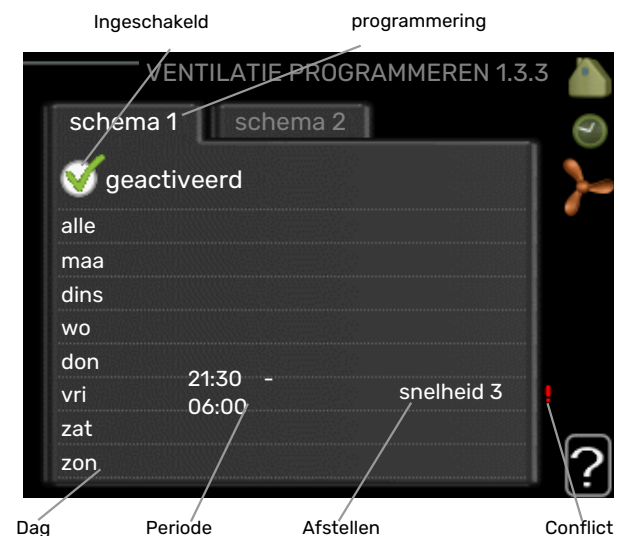 Ingeschakeld programmering
VENTILATIE PROGRAMMEREN 1.3.3
schema 1 schema 2
geactiveerd
alle
maa
dins
wo
don
21:30 -
vri snelheid 3 !
06:00
zat
zon
?
Dag Periode Afstellen Conflict